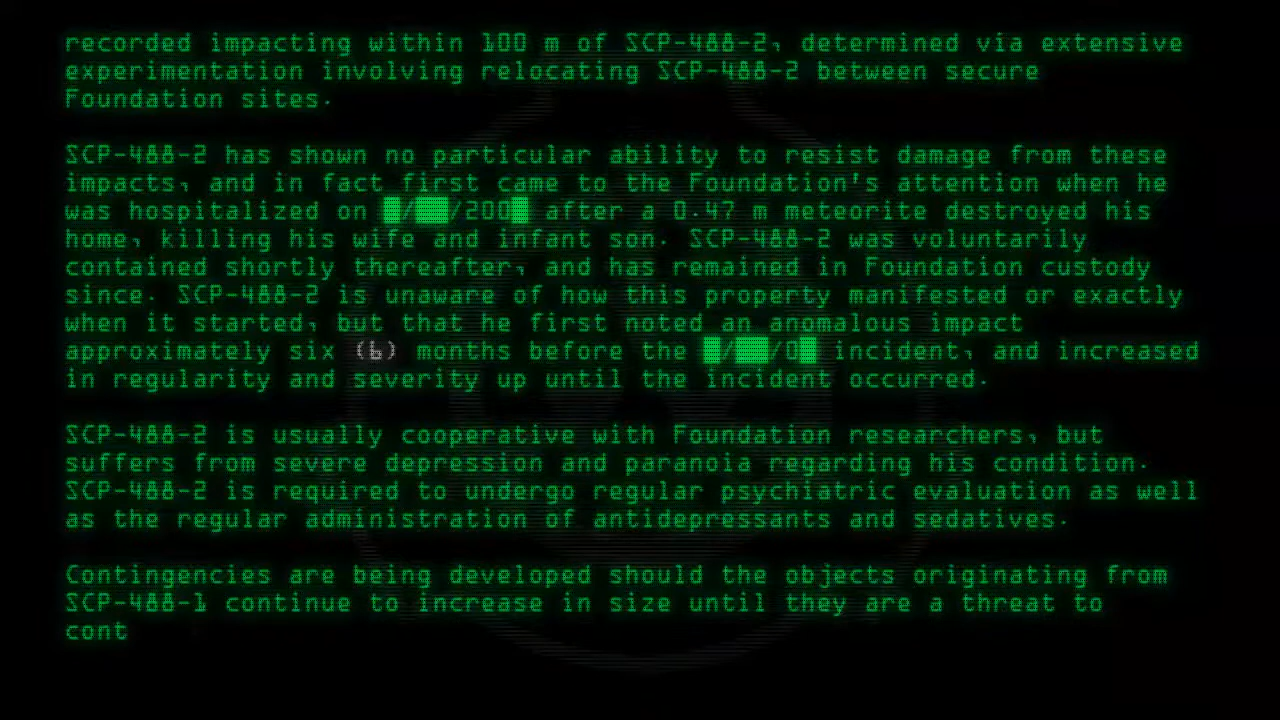 recorded impacting within 100 m of SCP-488-2, determined via extensive
experimentation involving relocating SCP-488-2 between secure
Foundation sites.
SCP-488-2 has shown no particular ability to resist damage from these
impacts, and in fact first came to the Foundation's attention when he
was hospitalized on █/██/200█ after a 0.47 m meteorite destroyed his
home, killing his wife and infant son. SCP-488-2 was voluntarily
contained shortly thereafter, and has remained in Foundation custody
since. SCP-488-2 is unaware of how this property manifested or exactly
when it started, but that he first noted an anomalous impact
approximately six (6) months before the █/██/0█ incident, and increased
in regularity and severity up until the incident occurred.
SCP-488-2 is usually cooperative with Foundation researchers, but
suffers from severe depression and paranoia regarding his condition.
SCP-488-2 is required to undergo regular psychiatric evaluation as well
as the regular administration of antidepressants and sedatives.
Contingencies are being developed should the objects originating from
SCP-488-1 continue to increase in size until they are a threat to
cont